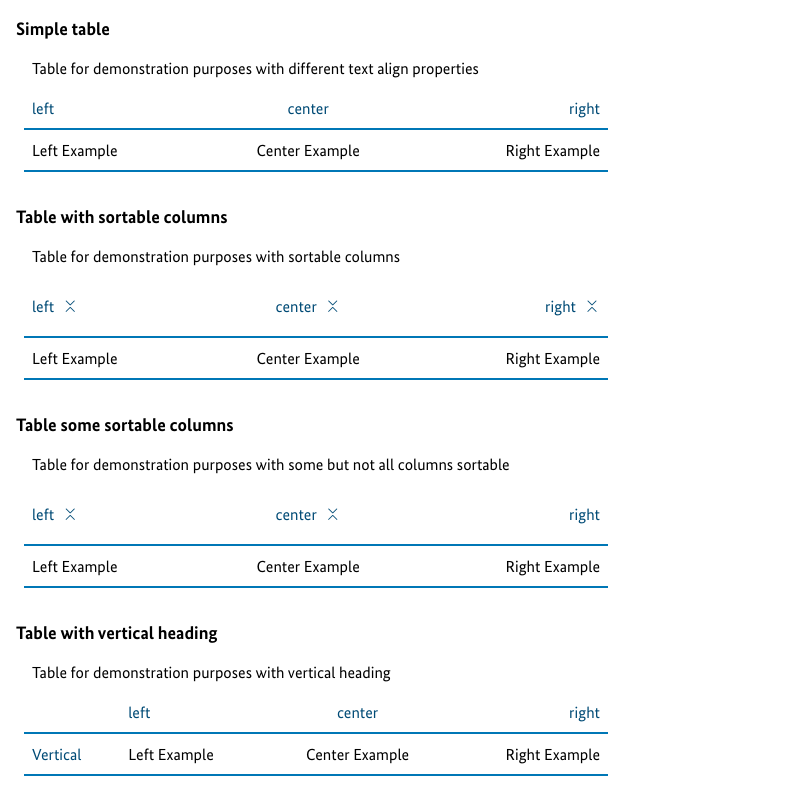 Simple table
Table for demonstration purposes with different text align properties
left center right
Left Example Center Example Right Example
Table with sortable columns
Table for demonstration purposes with sortable columns
left center right
Left Example Center Example Right Example
Table some sortable columns
Table for demonstration purposes with some but not all columns sortable
left center right
Left Example Center Example Right Example
Table with vertical heading
Table for demonstration purposes with vertical heading
left center right
Vertical Left Example Center Example Right Example